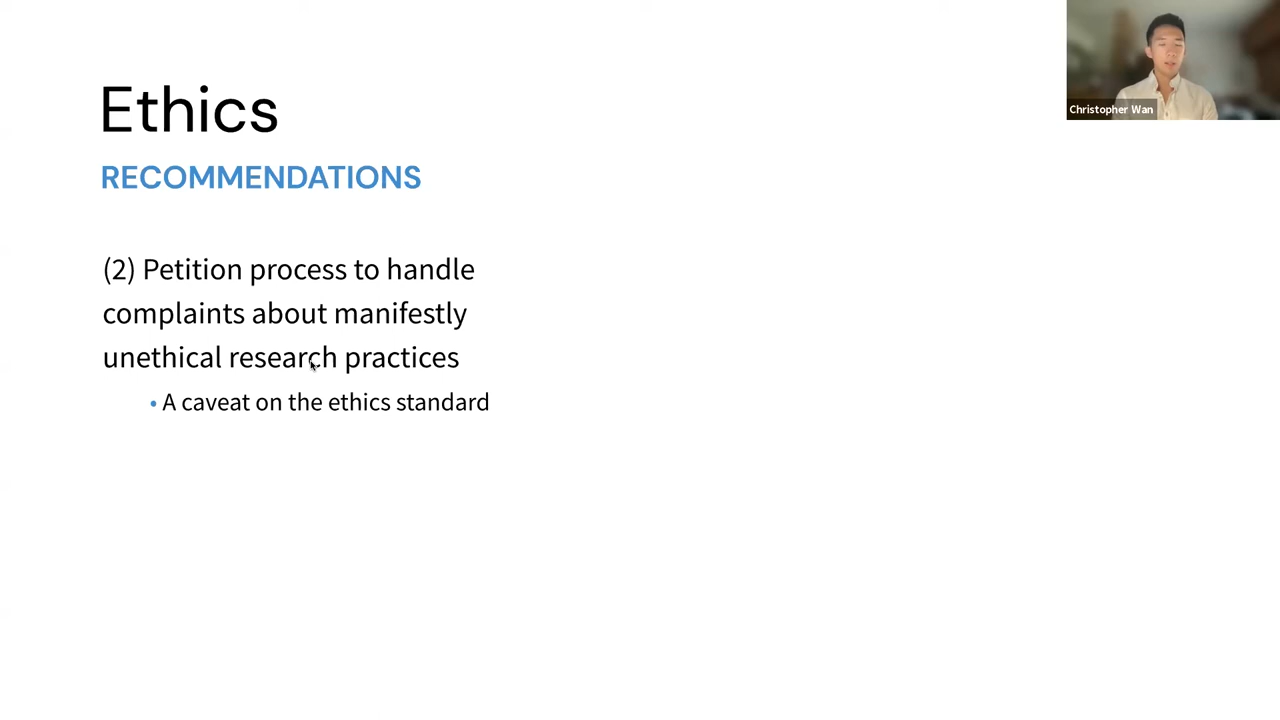 Ethics
RECOMMENDATIONS
(2) Petition process to handle
complaints about manifestly
unethical research practices
• A caveat on the ethics standard
Christopher Wan